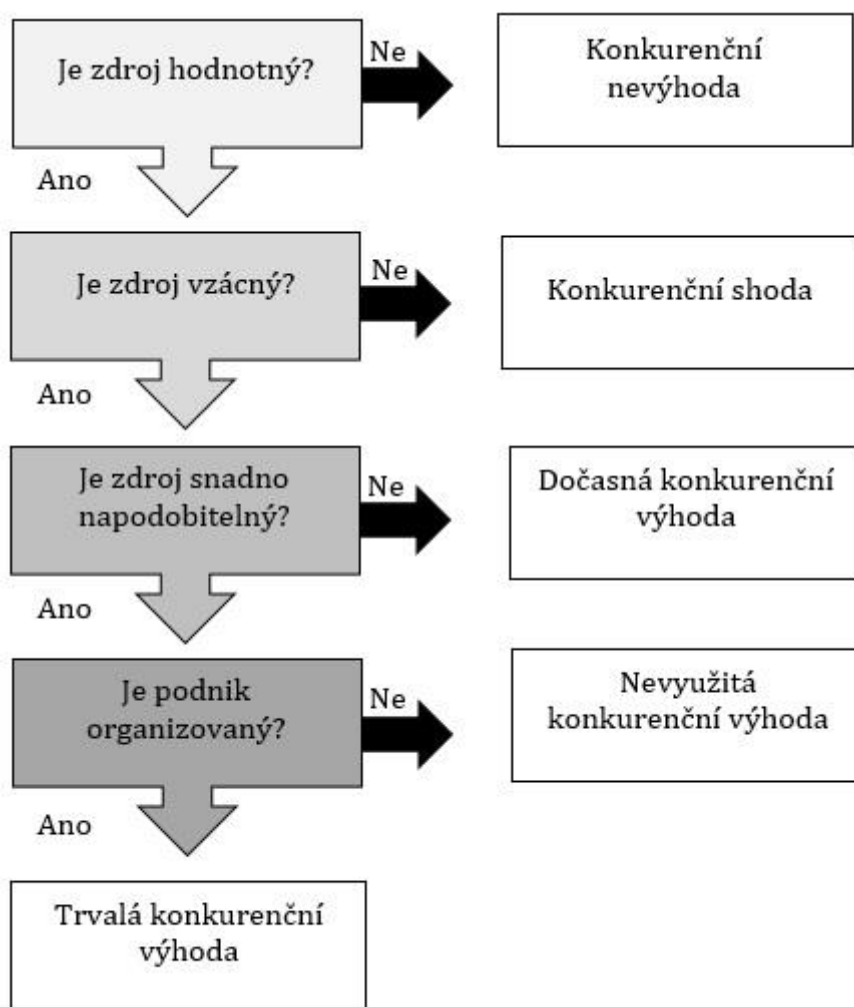 Je zdroj hodnotný?
Ne
Konkurenční
nevýhoda
Ano
Je zdroj vzácný?
Ne
Konkurenční shoda
Ano
Je zdroj snadno
napodobitelný?
Ne
Dočasná konkurenční
výhoda
Ano
Je podnik
organizovaný?
Ne
Nevyužitá
konkurenční výhoda
Ano
Trvalá konkurenční
výhoda